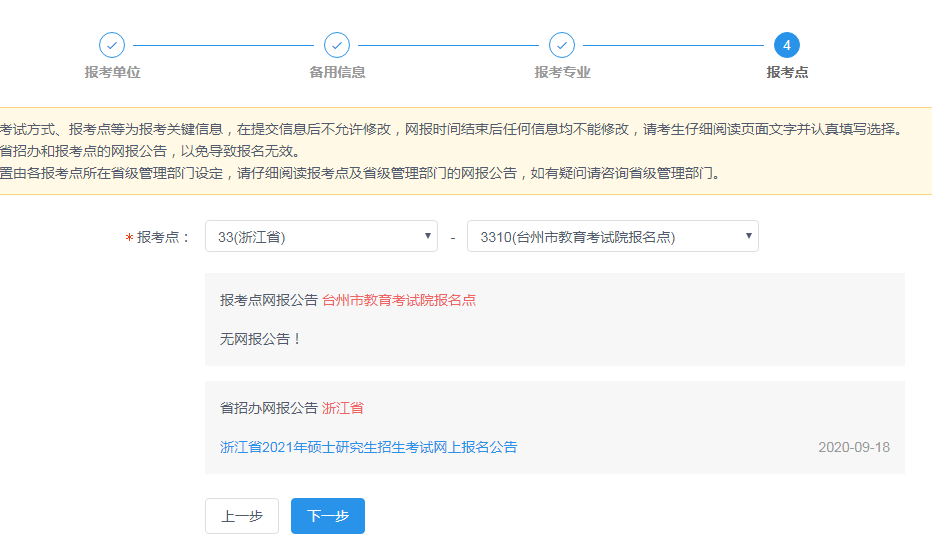 4
报考单位 备用信息 报考专业 报考点
考试方式、报考点等为报考关键信息，在提交信息后不允许修改，网报时间结束后任何信息均不能修改，请考生仔细阅读页面文字并认真填写选择。
省招办和报考点的网报公告，以免导致报名无效。
置由各报考点所在省级管理部门设定，请仔细阅读报考点及省级管理部门的网报公告，如有疑问请咨询省级管理部门。
* 报考点： 33(浙江省) - 3310(台州市教育考试院报名点)
报考点网报公告 台州市教育考试院报名点
无网报公告！
省招办网报公告 浙江省
浙江省2021年硕士研究生招生考试网上报名公告 2020-09-18
上一步 下一步